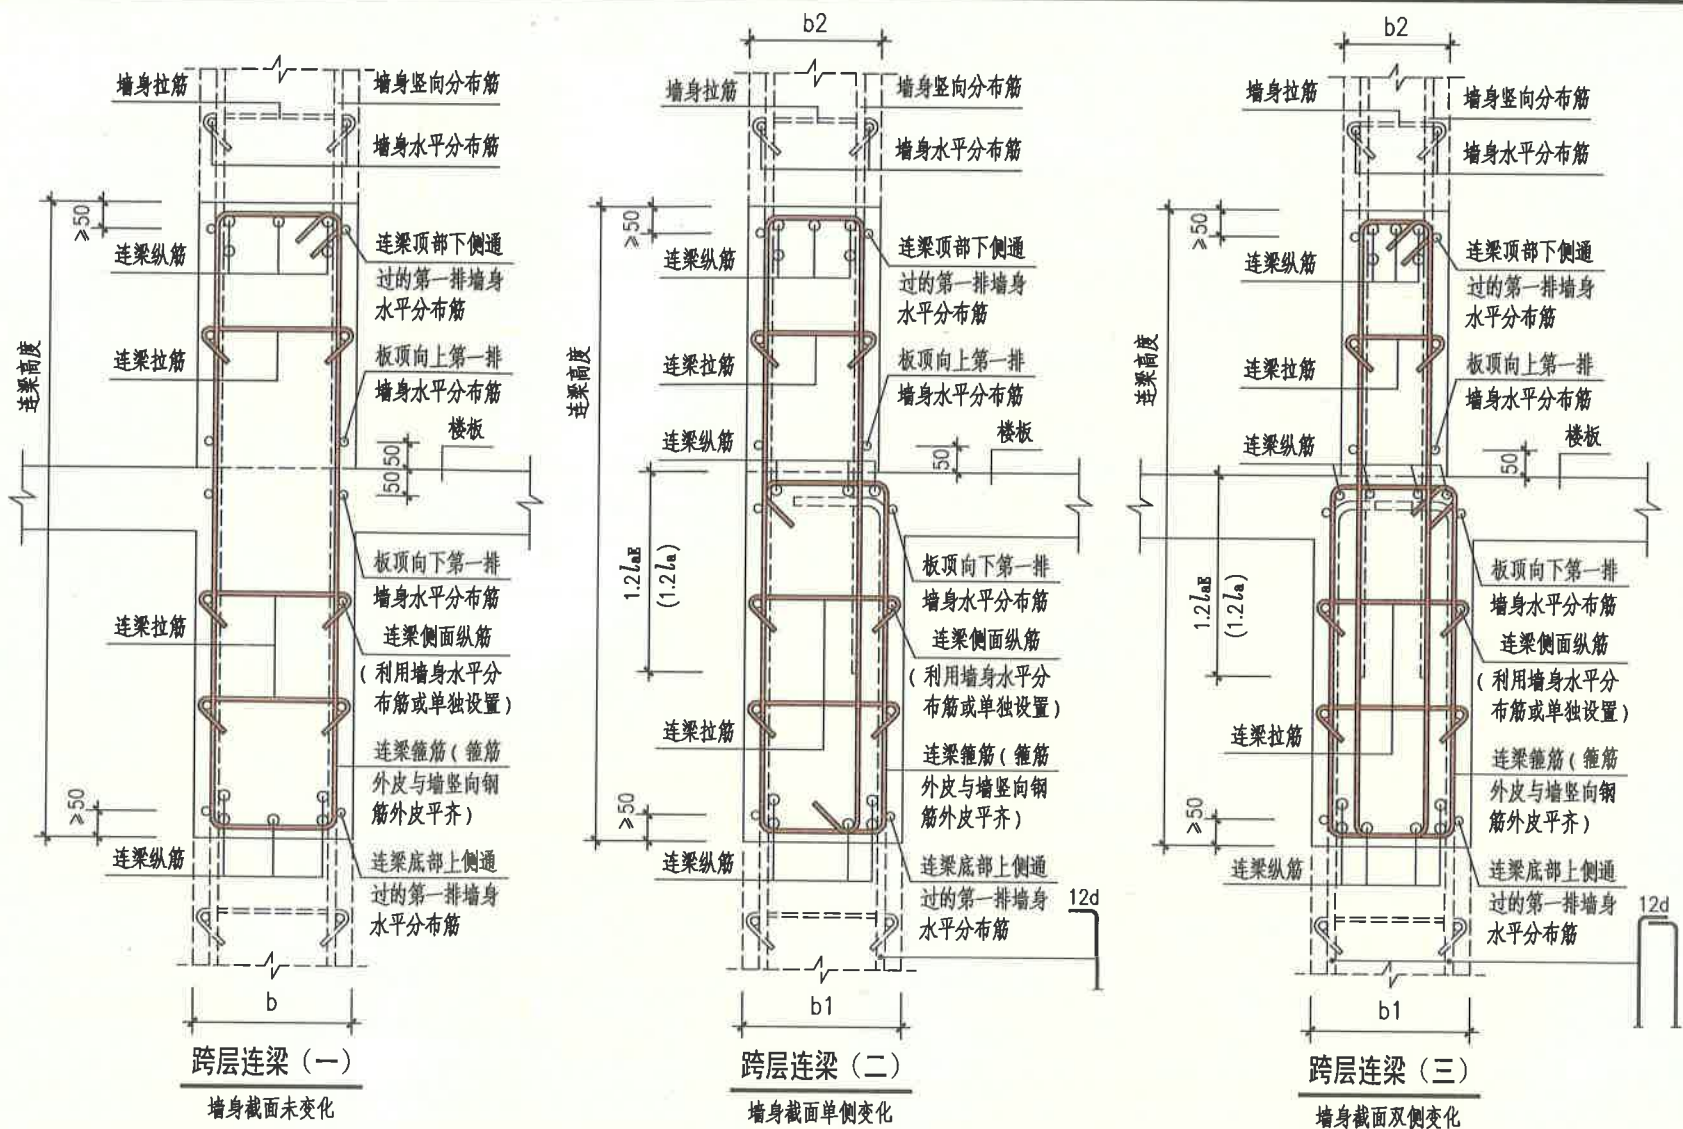 墙身拉筋
墙身竖向分布筋
墙身水平分布筋
≥50
连梁纵筋
连梁顶部下侧通
过的第一排墙身
水平分布筋
连梁高度
连梁拉筋
板顶向上第一排
墙身水平分布筋
楼板
50
50
板顶向下第一排
墙身水平分布筋
连梁拉筋
连梁侧面纵筋
(利用墙身水平分
布筋或单独设置)
连梁箍筋(箍筋
外皮与墙竖向钢
筋外皮平齐)
≥50
连梁纵筋
连梁底部上侧通
过的第一排墙身
水平分布筋
b
跨层连梁(一)
墙身截面未变化
b2
墙身拉筋
墙身竖向分布筋
墙身水平分布筋
≥50
连梁纵筋
连梁顶部下侧通
过的第一排墙身
水平分布筋
连梁高度
连梁拉筋
板顶向上第一排
墙身水平分布筋
连梁纵筋
楼板
50
1.2laE
(1.2la)
板顶向下第一排
墙身水平分布筋
连梁侧面纵筋
(利用墙身水平分
布筋或单独设置)
连梁拉筋
连梁箍筋(箍筋
外皮与墙竖向钢
筋外皮平齐)
≥50
连梁纵筋
连梁底部上侧通
过的第一排墙身
水平分布筋
12d
b1
跨层连梁(二)
墙身截面单侧变化
b2
墙身拉筋
墙身竖向分布筋
墙身水平分布筋
≥50
连梁纵筋
连梁顶部下侧通
过的第一排墙身
水平分布筋
连梁高度
连梁拉筋
板顶向上第一排
墙身水平分布筋
连梁纵筋
楼板
50
1.2laE
(1.2la)
板顶向下第一排
墙身水平分布筋
连梁侧面纵筋
(利用墙身水平分
布筋或单独设置)
连梁拉筋
连梁箍筋(箍筋
外皮与墙竖向钢
筋外皮平齐)
≥50
连梁纵筋
连梁底部上侧通
过的第一排墙身
水平分布筋
12d
b1
跨层连梁(三)
墙身截面双侧变化